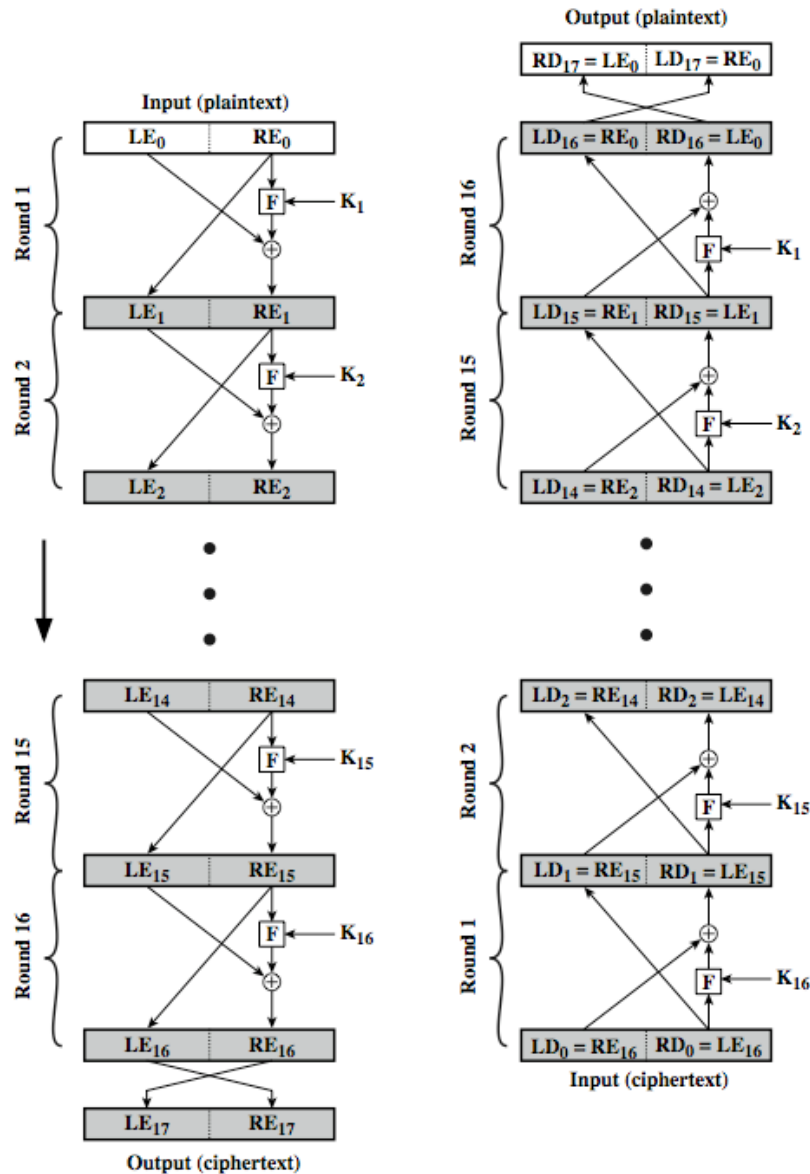 Input (plaintext)
LE₀ RE₀
Round 1
F
K₁
LE₁ RE₁
Round 2
F
K₂
LE₂ RE₂
LE₁₄ RE₁₄
Round 15
F
K₁₅
LE₁₅ RE₁₅
Round 16
F
K₁₆
LE₁₆ RE₁₆
LE₁₇ RE₁₇
Output (ciphertext)
Output (plaintext)
RD₁₇ = LE₀ LD₁₇ = RE₀
LD₁₆ = RE₀ RD₁₆ = LE₀
Round 16
F
K₁
LD₁₅ = RE₁ RD₁₅ = LE₁
Round 15
F
K₂
LD₁₄ = RE₂ RD₁₄ = LE₂
LD₂ = RE₁₄ RD₂ = LE₁₄
Round 2
F
K₁₅
LD₁ = RE₁₅ RD₁ = LE₁₅
Round 1
F
K₁₆
LD₀ = RE₁₆ RD₀ = LE₁₆
Input (ciphertext)